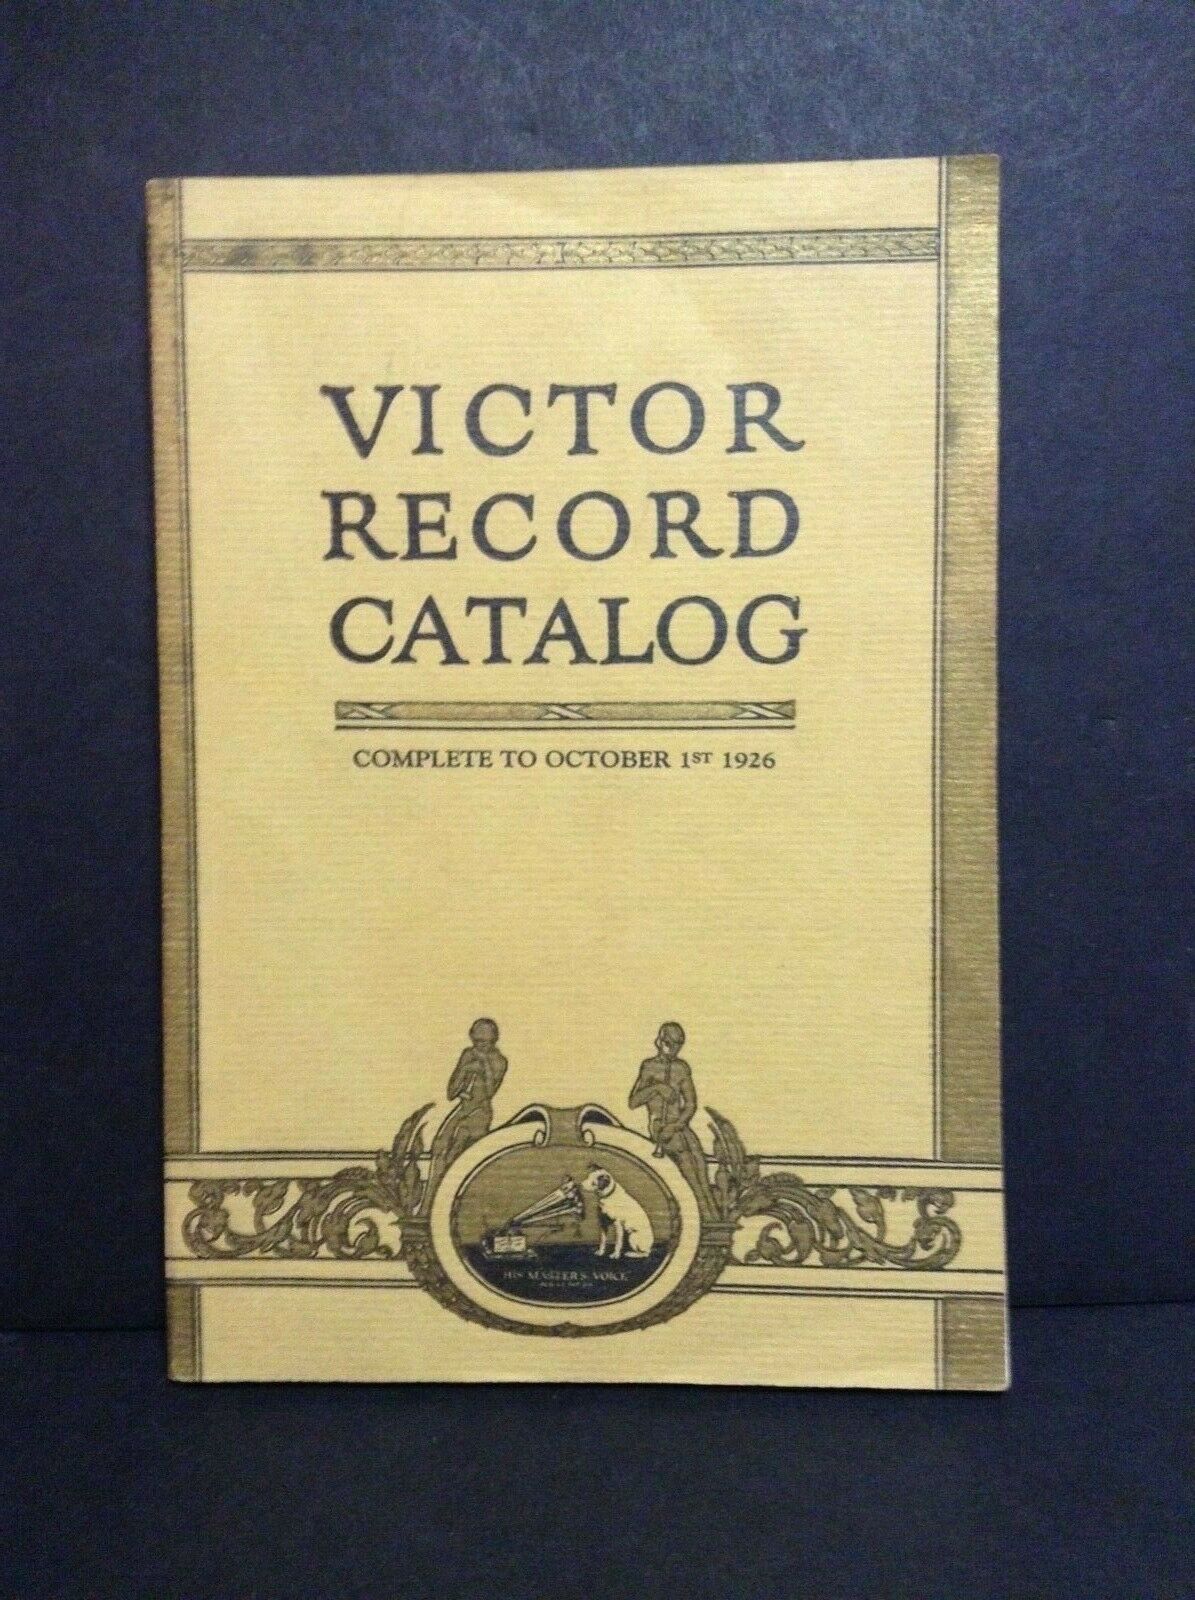 VICTOR
RECORD
CATALOG
COMPLETE TO OCTOBER 1ST 1926
HIS MASTER'S VOICE